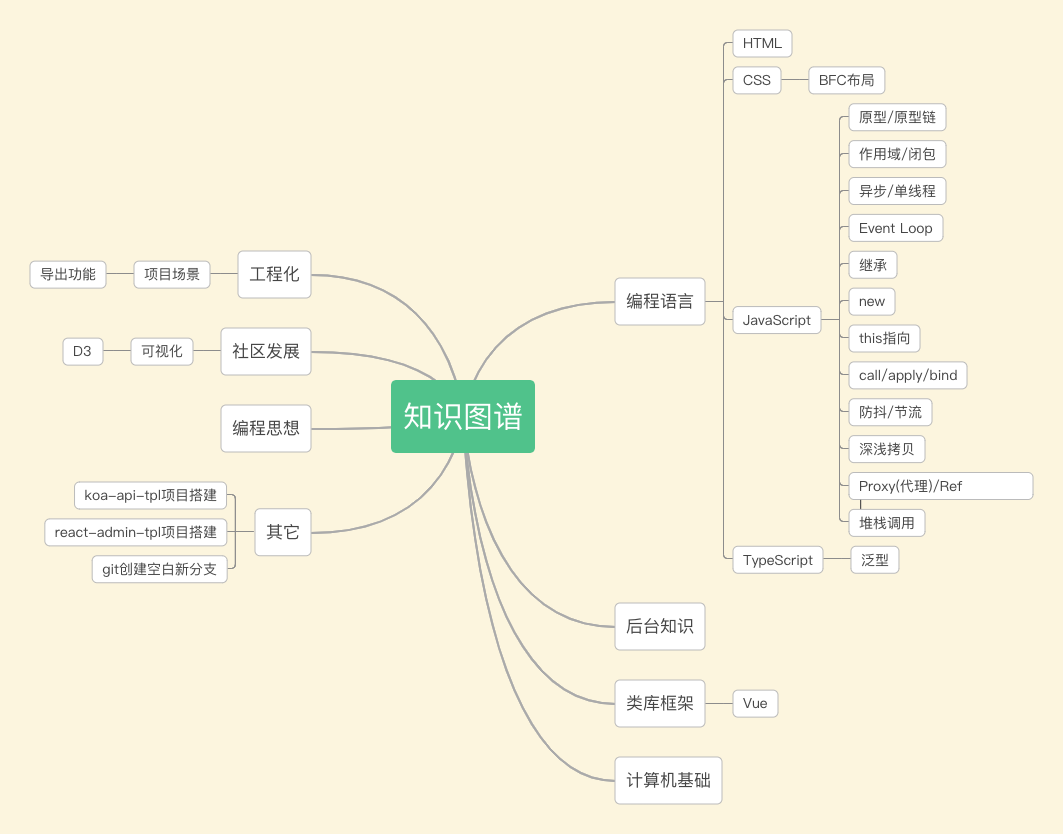 知识图谱
编程语言
HTML
CSS
BFC布局
JavaScript
原型/原型链
作用域/闭包
异步/单线程
Event Loop
继承
new
this指向
call/apply/bind
防抖/节流
深浅拷贝
Proxy(代理)/Ref
堆栈调用
TypeScript
泛型
后台知识
类库框架
Vue
计算机基础
工程化
项目场景
导出功能
社区发展
可视化
D3
编程思想
其它
koa-api-tpl项目搭建
react-admin-tpl项目搭建
git创建空白新分支